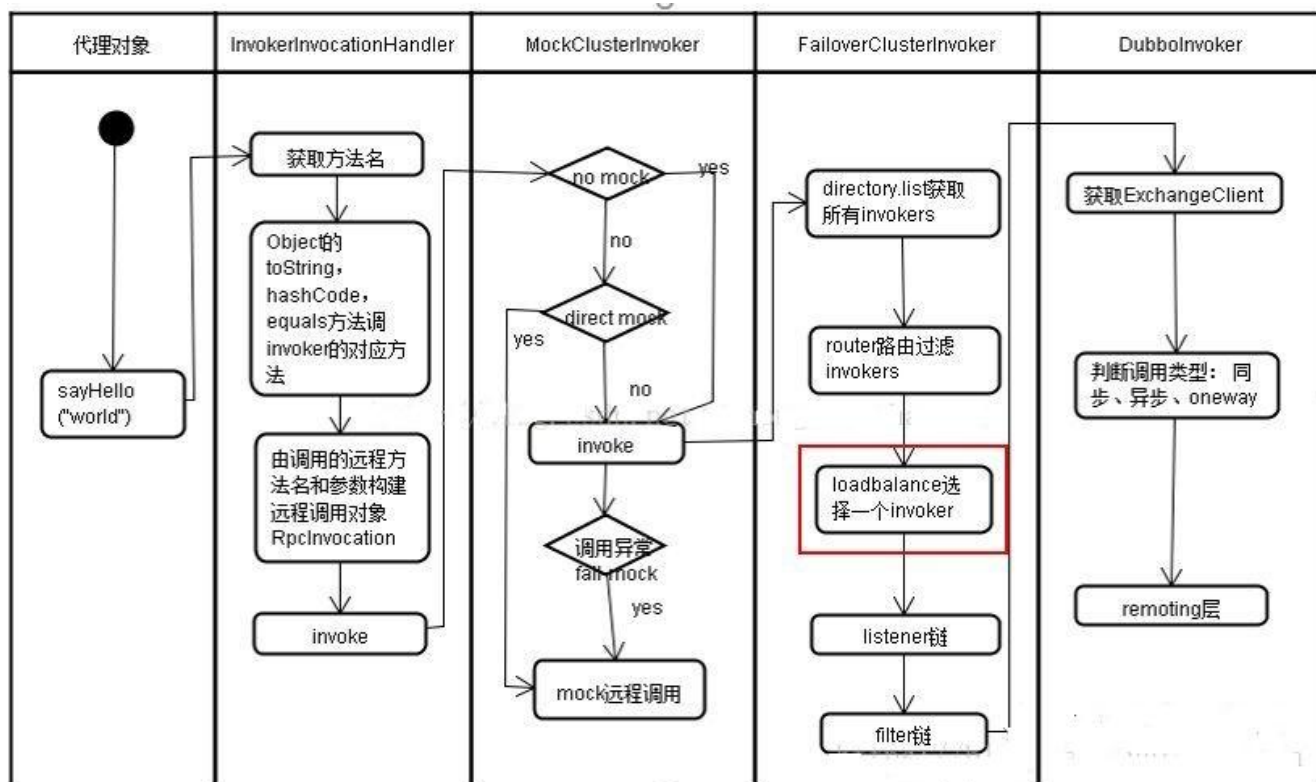 代理对象
InvokerInvocationHandler
MockClusterInvoker
FailoverClusterInvoker
DubboInvoker
sayHello
("world")
获取方法名
Object的
toString,
hashCode,
equals方法调
invoker的对应方
法
由调用的远程方
法名和参数构建
远程调用对象
RpcInvocation
invoke
no mock
yes
no
direct mock
yes
no
invoke
调用异常
fail mock
yes
mock远程调用
directory.list获取
所有invokers
router路由过滤
invokers
loadbalance选
择一个invoker
listener链
filter链
获取ExchangeClient
判断调用类型： 同
步、异步、oneway
remoting层